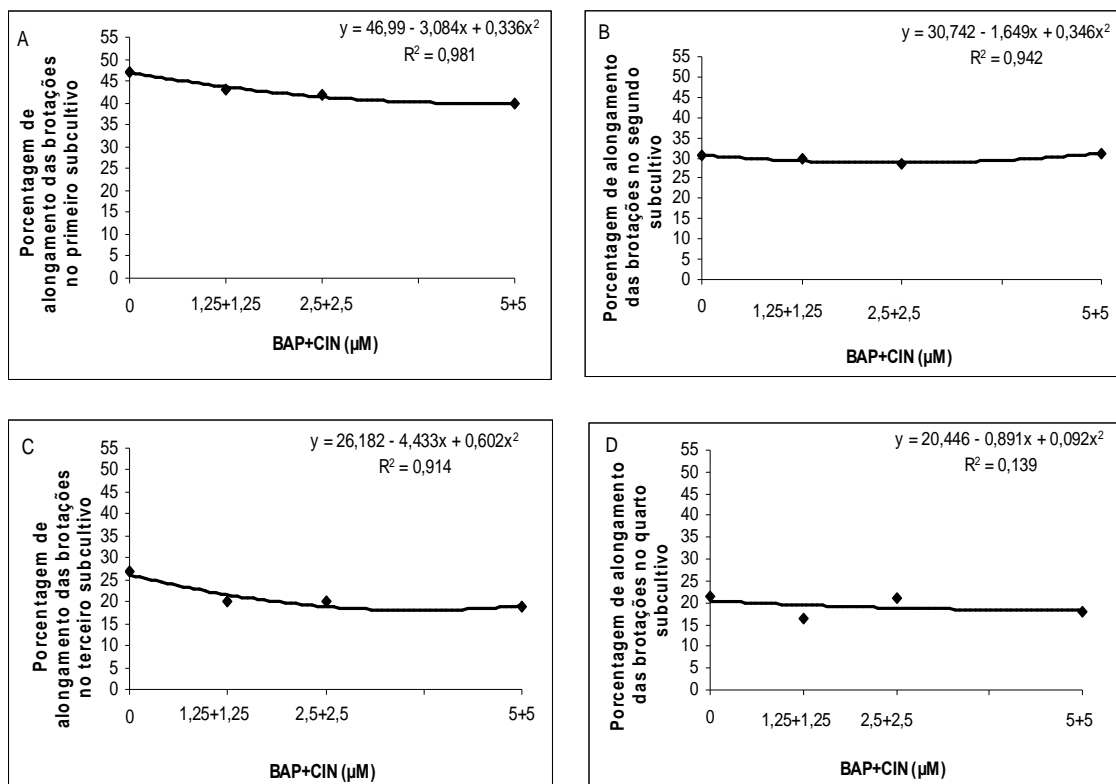 A
y = 46,99 - 3,084x + 0,336x²
R² = 0,981
Porcentagem de
alongamento das brotações
no primeiro subcultivo
55
50
45
40
35
30
25
20
15
10
5
0
0
1,25+1,25
2,5+2,5
5+5
BAP+CIN (µM)
B
y = 30,742 - 1,649x + 0,346x²
R² = 0,942
Porcentagem de alongamento
das brotações no segundo
subcultivo
55
50
45
40
35
30
25
20
15
10
5
0
0
1,25+1,25
2,5+2,5
5+5
BAP+CIN (µM)
C
y = 26,182 - 4,433x + 0,602x²
R² = 0,914
Porcentagem de
alongamento das brotações
no terceiro subcultivo
55
50
45
40
35
30
25
20
15
10
5
0
0
1,25+1,25
2,5+2,5
5+5
BAP+CIN (µM)
D
y = 20,446 - 0,891x + 0,092x²
R² = 0,139
Porcentagem de alongamento
das brotações no quarto
subcultivo
55
50
45
40
35
30
25
20
15
10
5
0
0
1,25+1,25
2,5+2,5
5+5
BAP+CIN (µM)